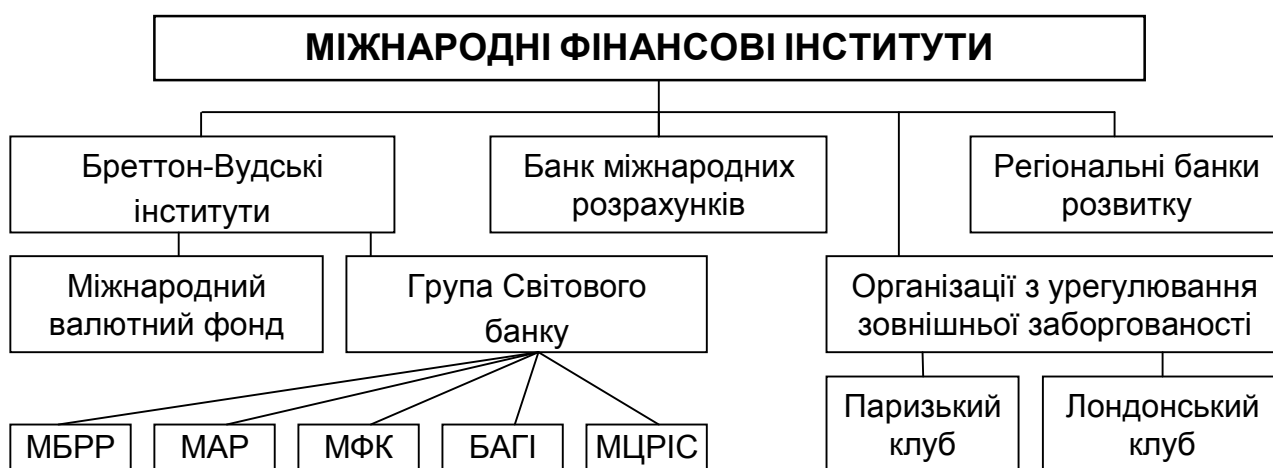 МІЖНАРОДНІ ФІНАНСОВІ ІНСТИТУТИ
Бреттон-Вудські
інститути
Банк міжнародних
розрахунків
Регіональні банки
розвитку
Міжнародний
валютний фонд
Група Світового
банку
Організації з урегулювання
зовнішньої заборгованості
МБРР
МАР
МФК
БАГІ
МЦРІС
Паризький
клуб
Лондонський
клуб